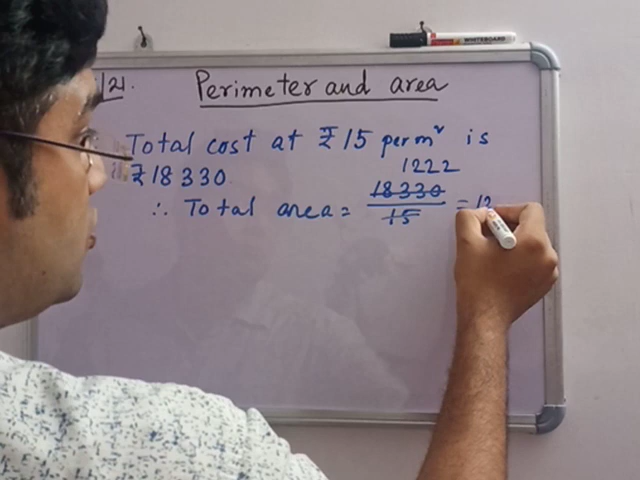 /21.
Perimeter and area
Total cost at ₹15 per m² is
₹18330
1222
∴ Total area = 18330/15 = 12
WHITEBOARD